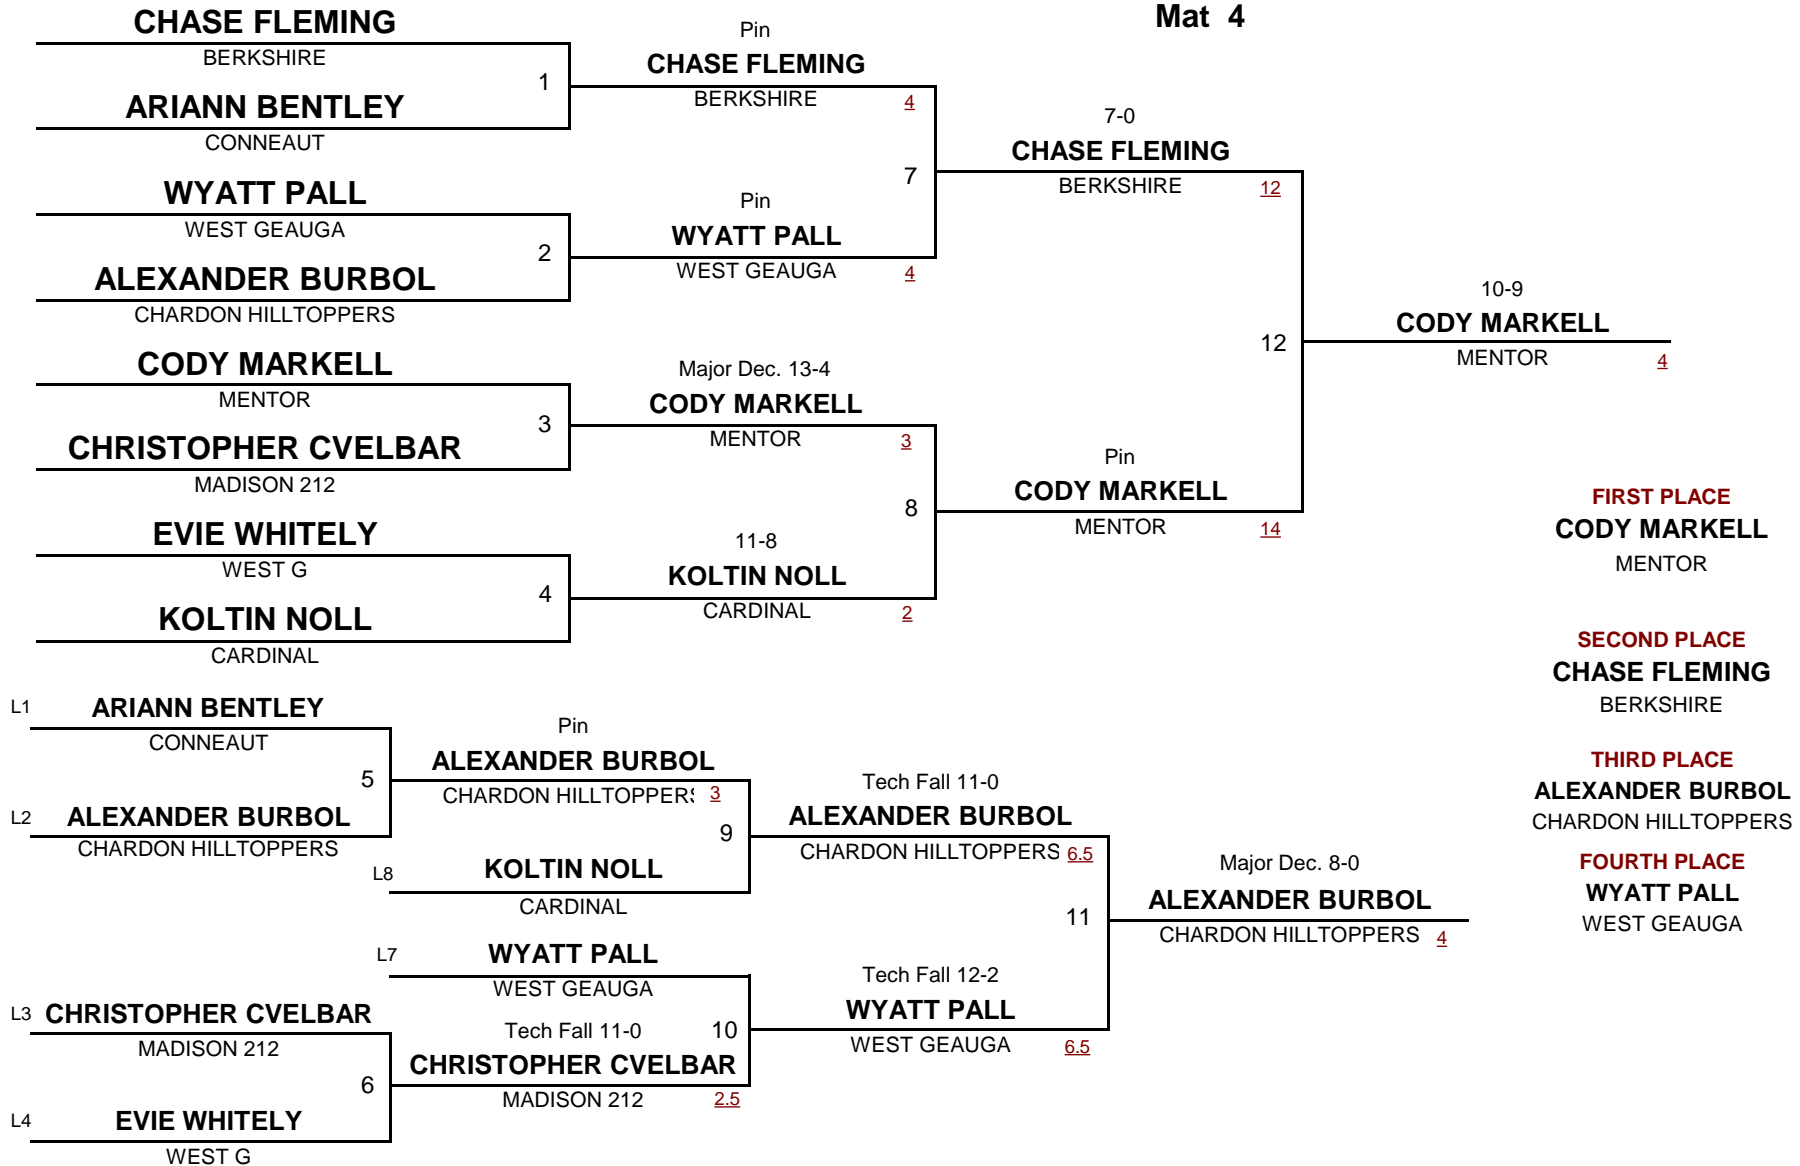 Mat 4
CHASE FLEMING
BERKSHIRE
1
ARIANN BENTLEY
CONNEAUT
WYATT PALL
WEST GEAUGA
2
ALEXANDER BURBOL
CHARDON HILLTOPPERS
CODY MARKELL
MENTOR
3
CHRISTOPHER CVELBAR
MADISON 212
EVIE WHITELY
WEST G
4
KOLTIN NOLL
CARDINAL
Pin
CHASE FLEMING
BERKSHIRE 4
7
Pin
WYATT PALL
WEST GEAUGA 4
Major Dec. 13-4
CODY MARKELL
MENTOR 3
8
11-8
KOLTIN NOLL
CARDINAL 2
7-0
CHASE FLEMING
BERKSHIRE 12
12
Pin
CODY MARKELL
MENTOR 14
10-9
CODY MARKELL
MENTOR 4
FIRST PLACE
CODY MARKELL
MENTOR
SECOND PLACE
CHASE FLEMING
BERKSHIRE
THIRD PLACE
ALEXANDER BURBOL
CHARDON HILLTOPPERS
FOURTH PLACE
WYATT PALL
WEST GEAUGA
L1 ARIANN BENTLEY
CONNEAUT
5
L2 ALEXANDER BURBOL
CHARDON HILLTOPPERS
L3 CHRISTOPHER CVELBAR
MADISON 212
6
L4 EVIE WHITELY
WEST G
Pin
ALEXANDER BURBOL
CHARDON HILLTOPPERS 3
9
L8 KOLTIN NOLL
CARDINAL
L7 WYATT PALL
WEST GEAUGA
Tech Fall 11-0 10
CHRISTOPHER CVELBAR
MADISON 212 2.5
Tech Fall 11-0
ALEXANDER BURBOL
CHARDON HILLTOPPERS 6.5
11
Tech Fall 12-2
WYATT PALL
WEST GEAUGA 6.5
Major Dec. 8-0
ALEXANDER BURBOL
CHARDON HILLTOPPERS 4